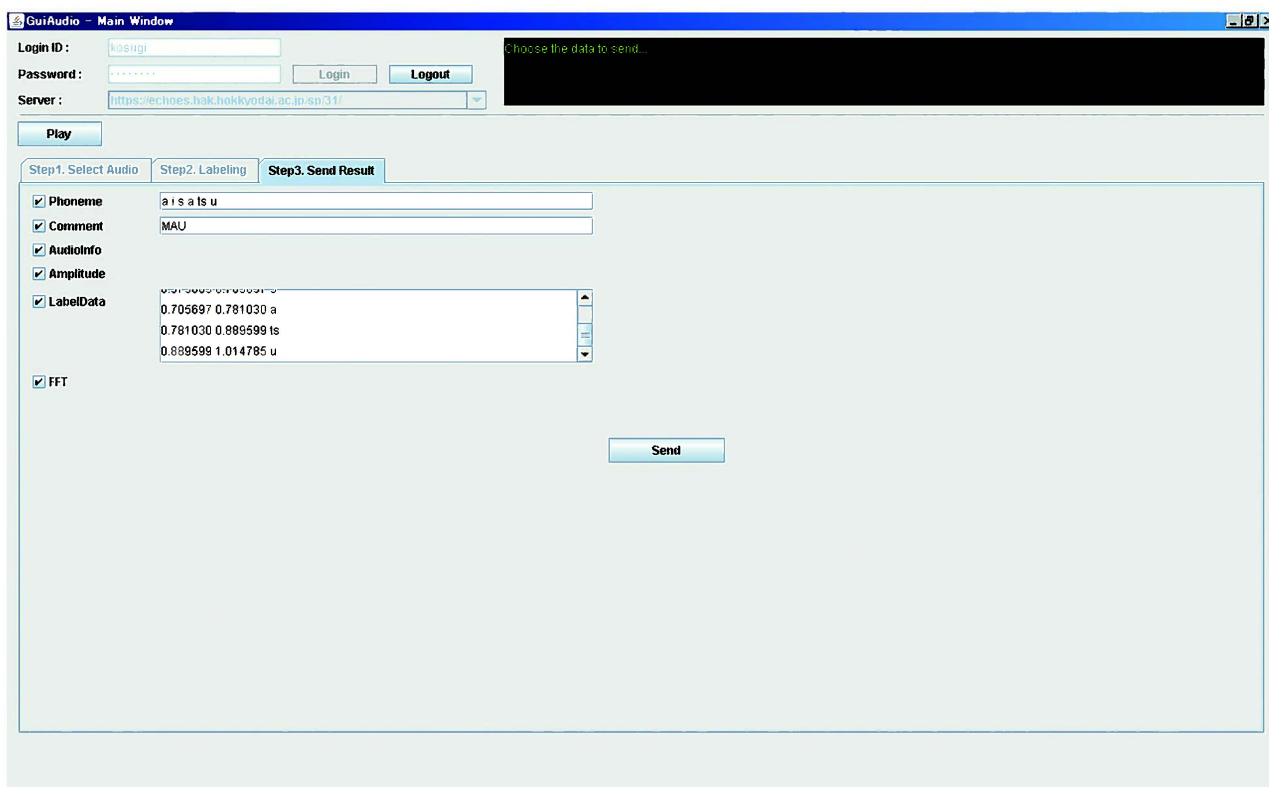 GuiAudio - Main Window
Login ID :
kosugi
Choose the data to send...
Password :
Login
Logout
Server :
https://echoes.hak.hokkyodai.ac.jp/sp/31/
Play
Step1. Select Audio
Step2. Labeling
Step3. Send Result
Phoneme
a i s a ts u
Comment
MAU
AudioInfo
Amplitude
LabelData
0.705697 0.781030 a
0.781030 0.889599 ts
0.889599 1.014785 u
FFT
Send